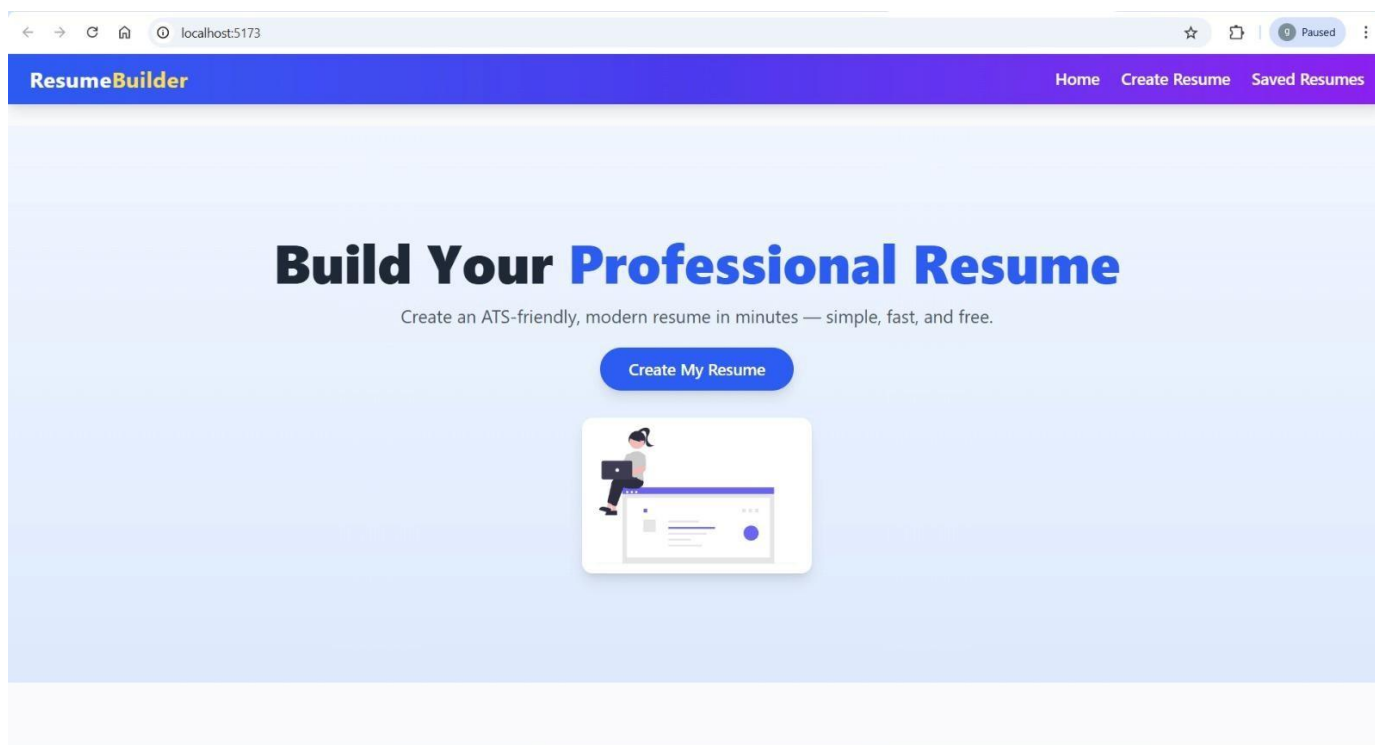 localhost:5173
g Paused
ResumeBuilder
Home Create Resume Saved Resumes
Build Your Professional Resume
Create an ATS-friendly, modern resume in minutes — simple, fast, and free.
Create My Resume